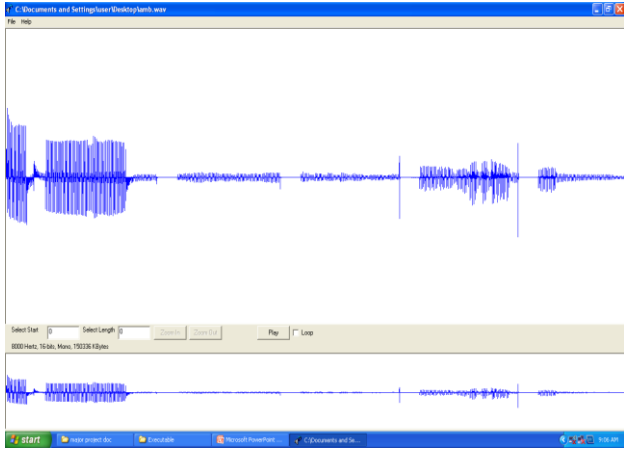 C:\Documents and Settings\user\Desktop\amb.wav
File Help
Select Start 0 Select Length 0 Zoom In Zoom Out Play Loop
8000 Hertz, 16 bits, Mono, 190336 KBytes
start major project doc Executable Microsoft PowerPoint ... C:\Documents and Se... 9:06 AM